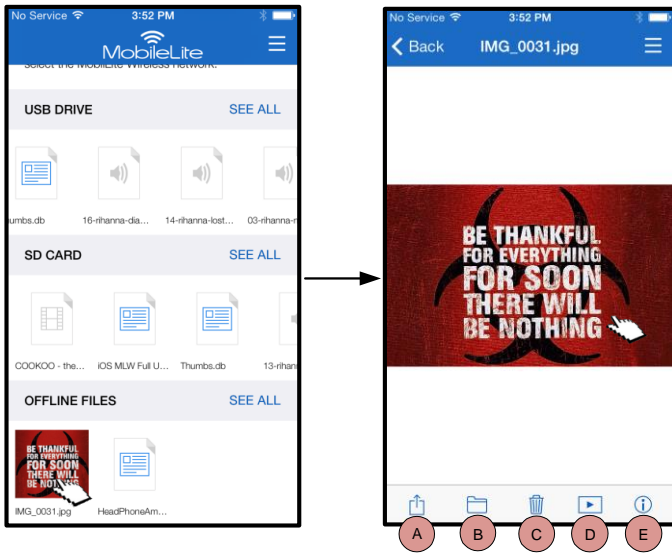 No Service 3:52 PM
MobileLite
select the MobiLite Wireless network.
USB DRIVE SEE ALL
umbs.db 16-rihanna-dia... 14-rihanna-lost... 03-rihanna-r
SD CARD SEE ALL
COOKOO - the... iOS MLW Full U... Thumbs.db 13-rihan
OFFLINE FILES SEE ALL
BE THANKFUL
FOR EVERYTHING
FOR SOON
THERE WILL
BE NOTHING
IMG_0031.jpg HeadPhoneAm...
No Service 3:52 PM
Back IMG_0031.jpg
BE THANKFUL
FOR EVERYTHING
FOR SOON
THERE WILL
BE NOTHING
A B C D E